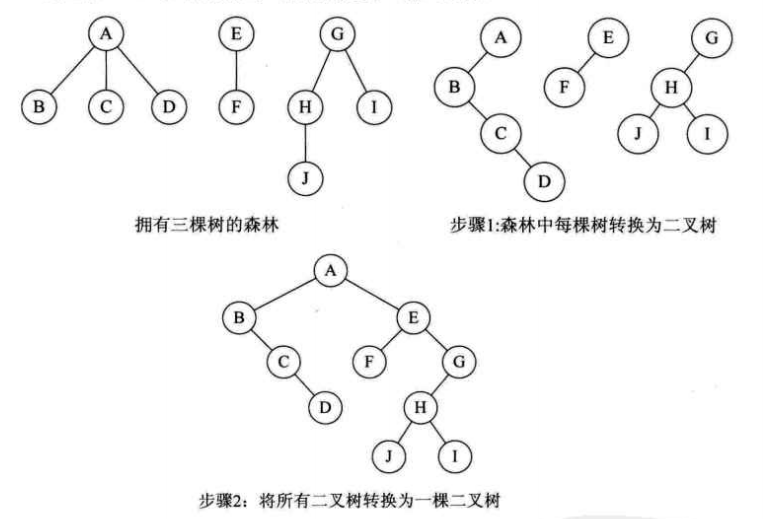 A E G
B C D F H I
J
拥有三棵树的森林
A E G
B F H
C J I
D
步骤1:森林中每棵树转换为二叉树
A
B E
C F G
D H
J I
步骤2：将所有二叉树转换为一棵二叉树